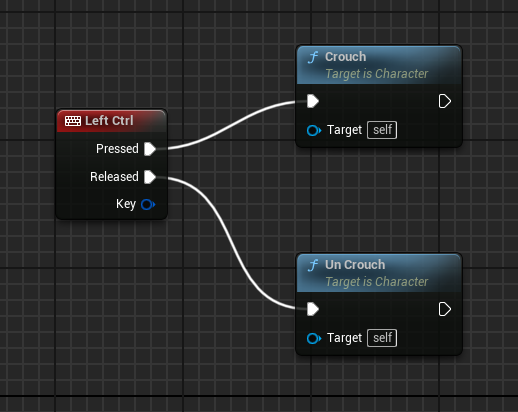 Crouch
Target is Character
Target self
Left Ctrl
Pressed
Released
Key
Un Crouch
Target is Character
Target self